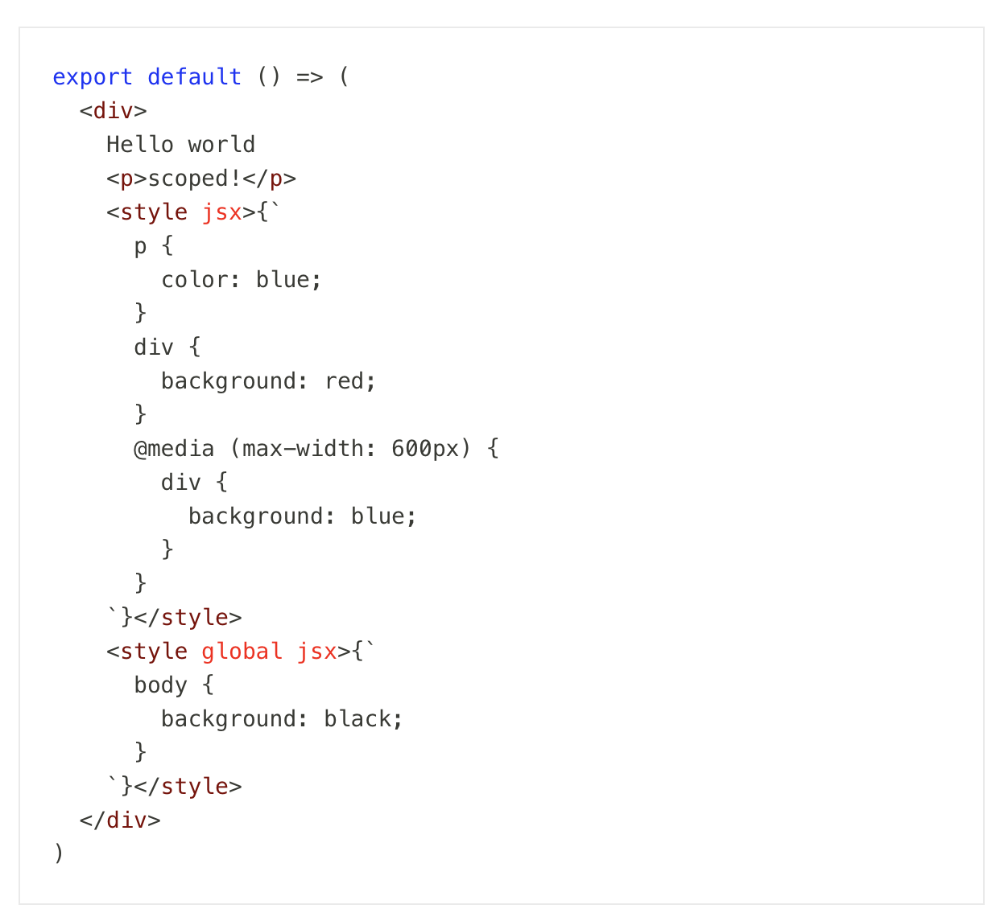 export default () => (
  <div>
    Hello world
    <p>scoped!</p>
    <style jsx>{`
      p {
        color: blue;
      }
      div {
        background: red;
      }
      @media (max-width: 600px) {
        div {
          background: blue;
        }
      }
    `}</style>
    <style global jsx>{`
      body {
        background: black;
      }
    `}</style>
  </div>
)